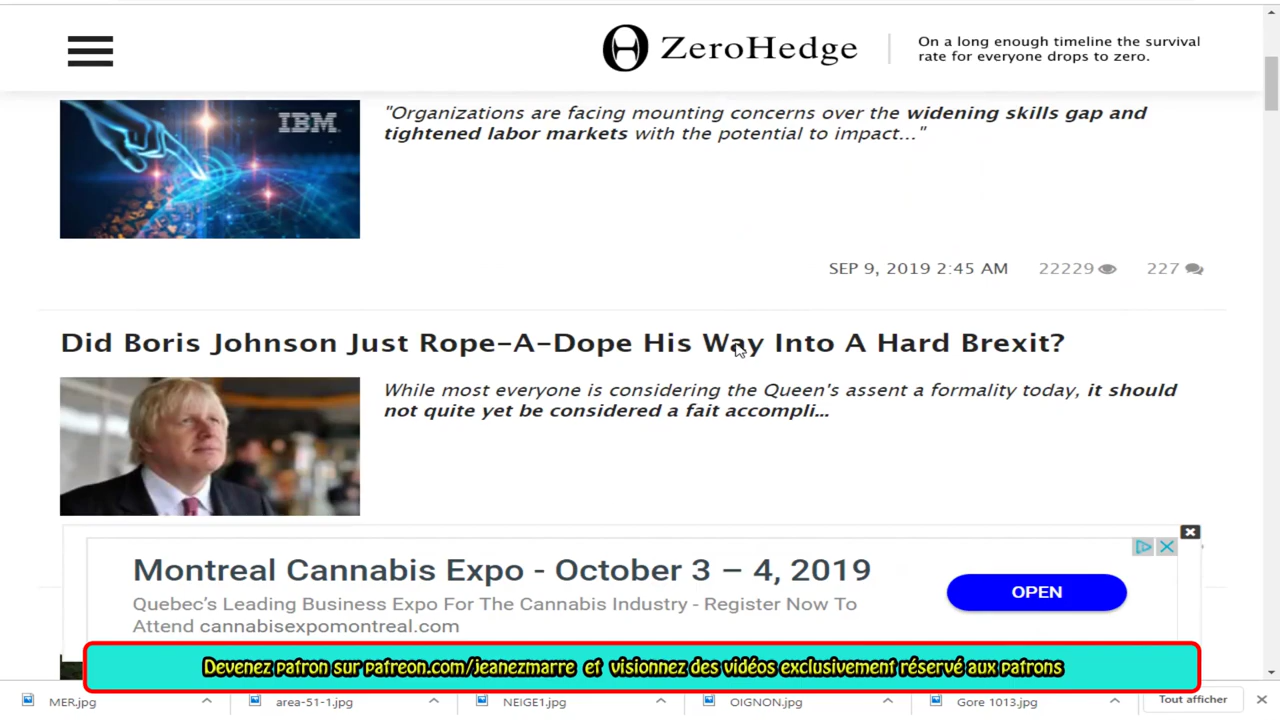 ZeroHedge
On a long enough timeline the survival
rate for everyone drops to zero.
IBM
"Organizations are facing mounting concerns over the widening skills gap and
tightened labor markets with the potential to impact..."
SEP 9, 2019 2:45 AM 22229 227
Did Boris Johnson Just Rope-A-Dope His Way Into A Hard Brexit?
While most everyone is considering the Queen's assent a formality today, it should
not quite yet be considered a fait accompli...
Montreal Cannabis Expo - October 3 – 4, 2019
Quebec's Leading Business Expo For The Cannabis Industry - Register Now To
Attend cannabisexpomontreal.com
OPEN
Devenez patron sur patreon.com/jeanezmarre et visionnez des vidéos exclusivement réservé aux patrons
MER.jpg area-51-1.jpg NEIGE1.jpg OIGNON.jpg Gore 1013.jpg Tout afficher